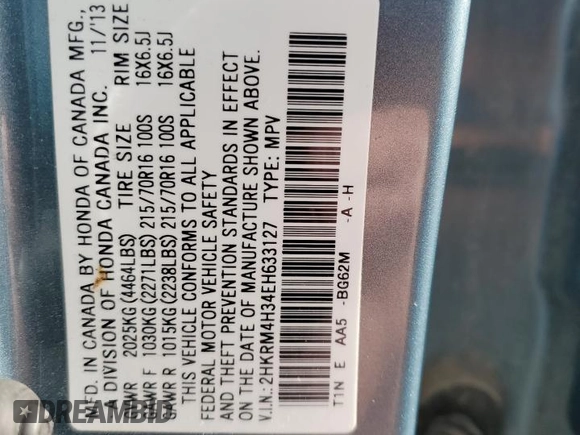 MFD. IN CANADA BY HONDA OF CANADA MFG.,
A DIVISION OF HONDA CANADA INC. 11/'13
GVWR 2025KG(4464LBS) TIRE SIZE RIM SIZE
GAWR F 1030KG(2271LBS) 215/70R16 100S 16X6.5J
GAWR R 1015KG(2238LBS) 215/70R16 100S 16X6.5J
THIS VEHICLE CONFORMS TO ALL APPLICABLE
FEDERAL MOTOR VEHICLE SAFETY
AND THEFT PREVENTION STANDARDS IN EFFECT
ON THE DATE OF MANUFACTURE SHOWN ABOVE.
V.I.N.: 2HKRM4H34EH633127 TYPE: MPV
T1N E AA5 -BG62M -A -H
DREAMBID